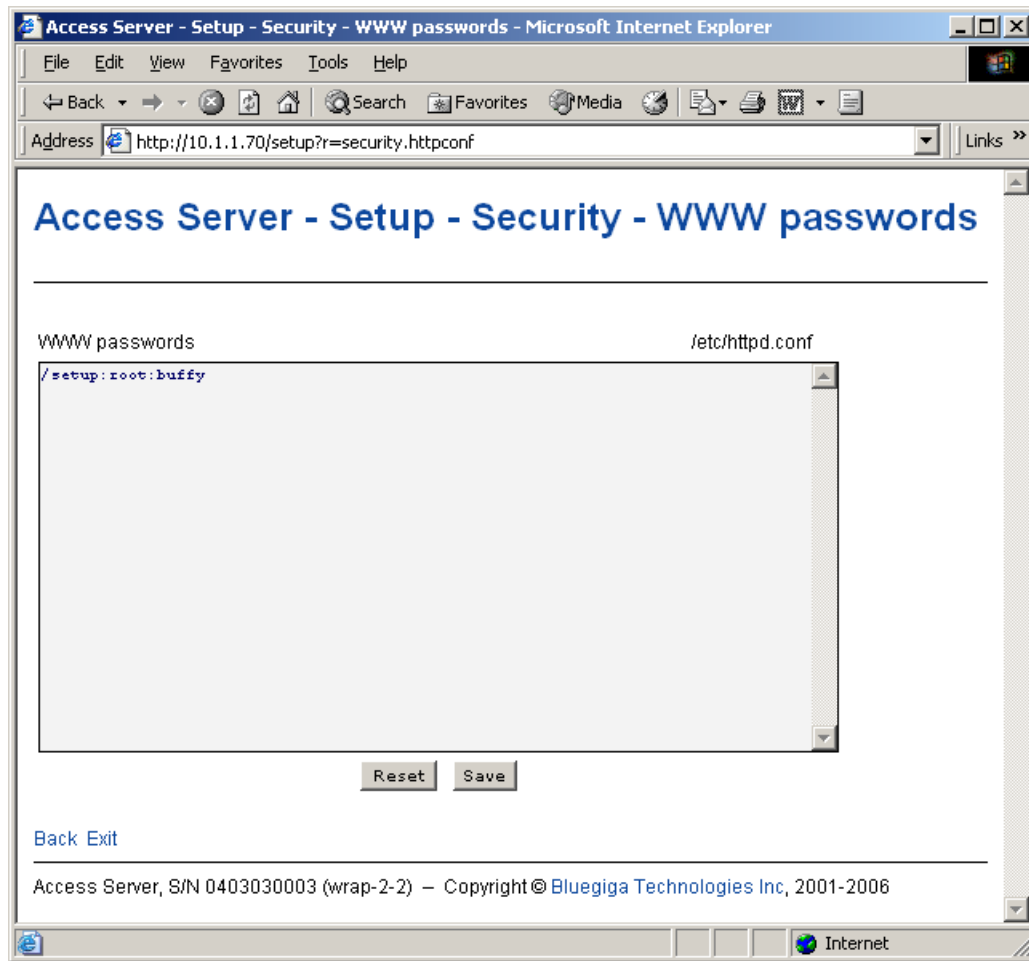 Access Server - Setup - Security - WWW passwords - Microsoft Internet Explorer
File Edit View Favorites Tools Help
Back Search Favorites Media
Address http://10.1.1.70/setup?r=security.httpconf Links »
Access Server - Setup - Security - WWW passwords
WWW passwords /etc/httpd.conf
/setup:root:buffy
Reset Save
Back Exit
Access Server, S/N 0403030003 (wrap-2-2) – Copyright © Bluegiga Technologies Inc, 2001-2006
Internet